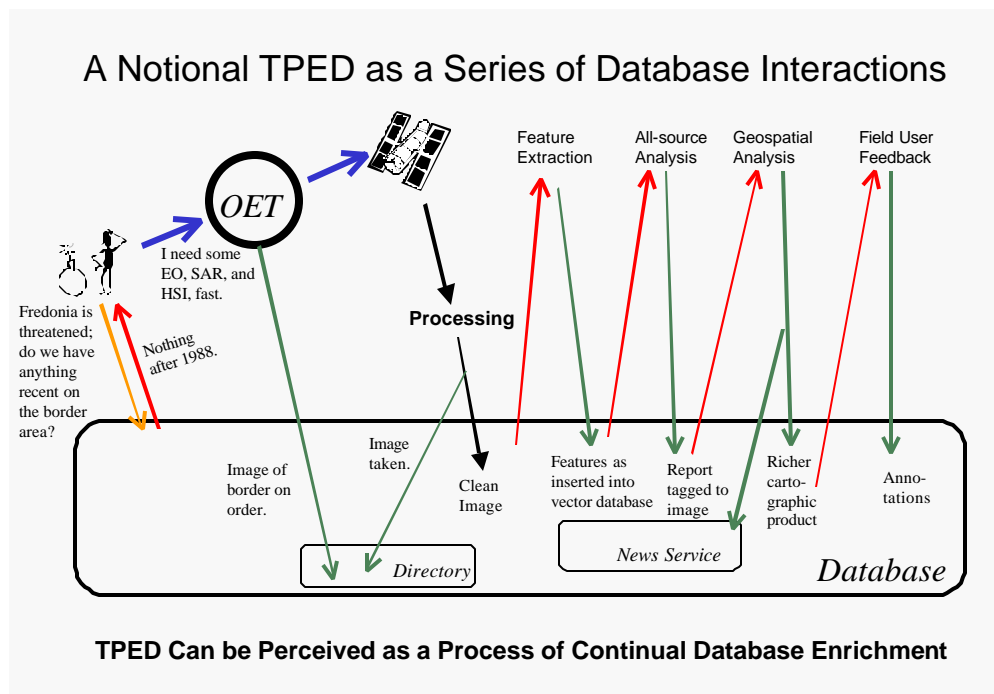 A Notional TPED as a Series of Database Interactions
Feature
Extraction
All-source
Analysis
Geospatial
Analysis
Field User
Feedback
OET
I need some
EO, SAR, and
HSI, fast.
Fredonia is
threatened;
do we have
anything
recent on
the border
area?
Nothing
after 1988.
Processing
Image of
border on
order.
Image
taken.
Clean
Image
Features as
inserted into
vector database
Report
tagged to
image
Richer
carto-
graphic
product
Anno-
tations
Directory
News Service
Database
TPED Can be Perceived as a Process of Continual Database Enrichment